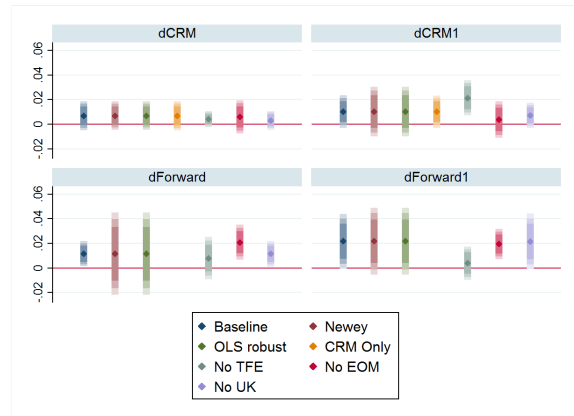 dCRM
dCRM1
.06
.04
.02
0
-.02
dForward
dForward1
.06
.04
.02
0
-.02
Baseline
Newey
OLS robust
CRM Only
No TFE
No EOM
No UK